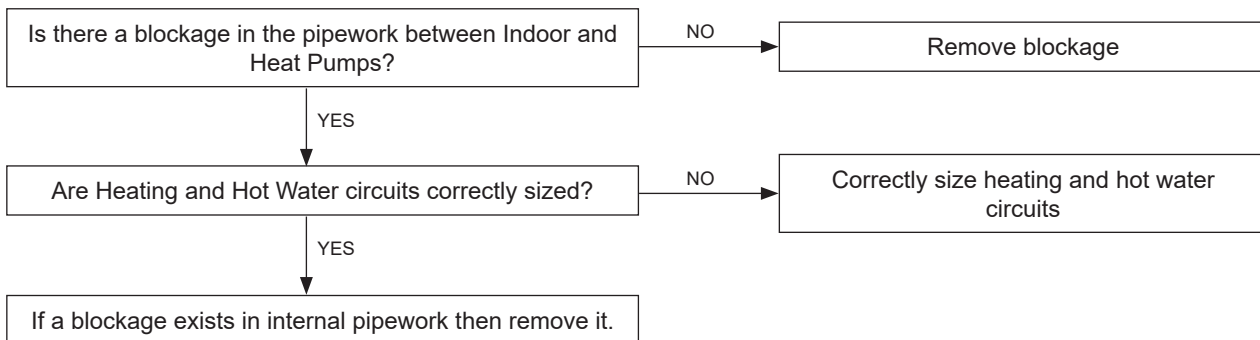 Is there a blockage in the pipework between Indoor and
Heat Pumps?
NO
Remove blockage
YES
Are Heating and Hot Water circuits correctly sized?
NO
Correctly size heating and hot water
circuits
YES
If a blockage exists in internal pipework then remove it.